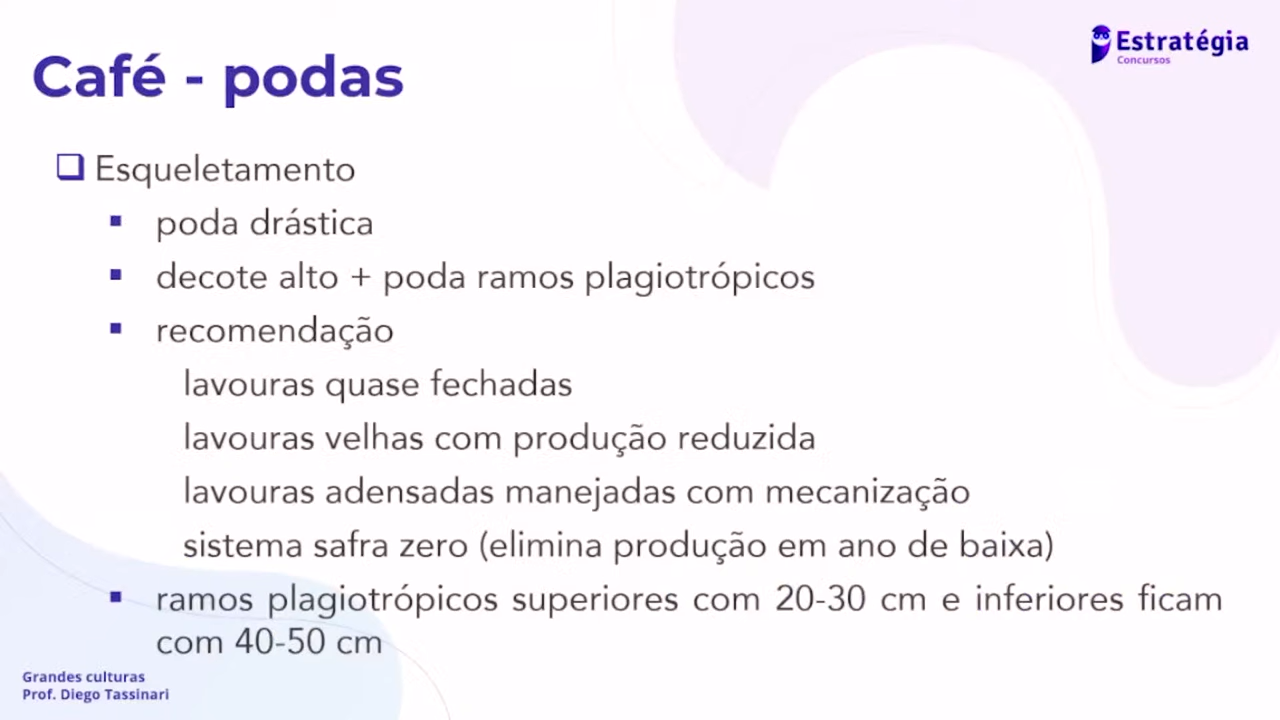 Estratégia
Concursos
Café - podas
Esqueletamento
poda drástica
decote alto + poda ramos plagiotrópicos
recomendação
lavouras quase fechadas
lavouras velhas com produção reduzida
lavouras adensadas manejadas com mecanização
sistema safra zero (elimina produção em ano de baixa)
ramos plagiotrópicos superiores com 20-30 cm e inferiores ficam
com 40-50 cm
Grandes culturas
Prof. Diego Tassinari